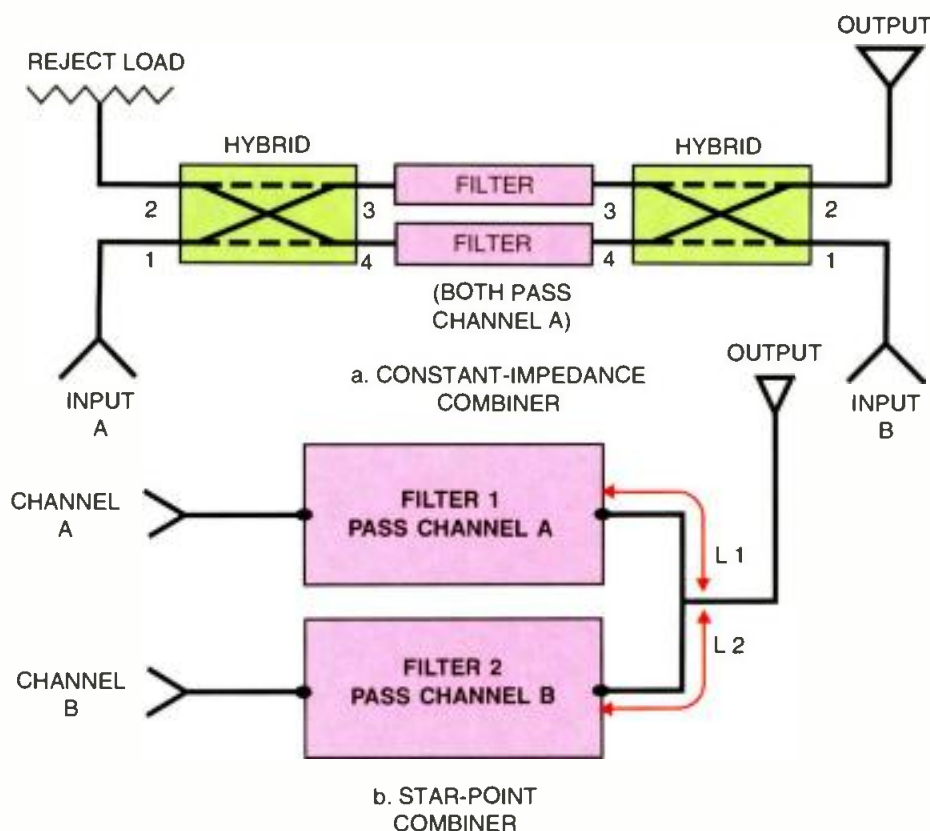 OUTPUT
REJECT LOAD
HYBRID
HYBRID
FILTER
2
3
3
2
FILTER
1
4
4
1
(BOTH PASS
CHANNEL A)
INPUT
A
a. CONSTANT-IMPEDANCE
COMBINER
OUTPUT
INPUT
B
CHANNEL
A
FILTER 1
PASS CHANNEL A
L 1
CHANNEL
B
FILTER 2
PASS CHANNEL B
L 2
b. STAR-POINT
COMBINER